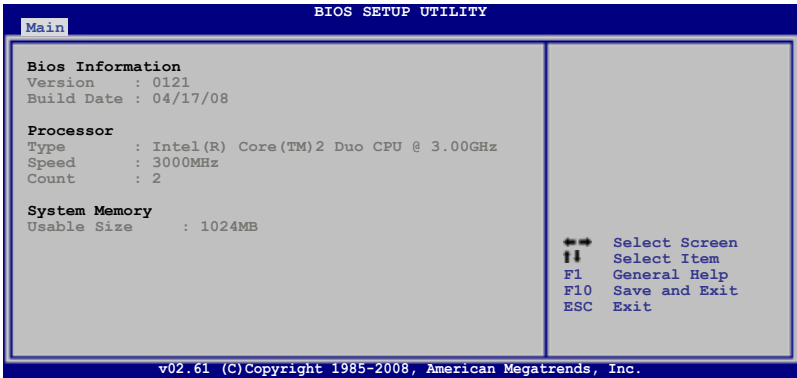 BIOS SETUP UTILITY
Main
Bios Information
Version : 0121
Build Date : 04/17/08
Processor
Type : Intel(R) Core(TM)2 Duo CPU @ 3.00GHz
Speed : 3000MHz
Count : 2
System Memory
Usable Size : 1024MB
←→ Select Screen
↑↓ Select Item
F1 General Help
F10 Save and Exit
ESC Exit
v02.61 (C)Copyright 1985-2008, American Megatrends, Inc.